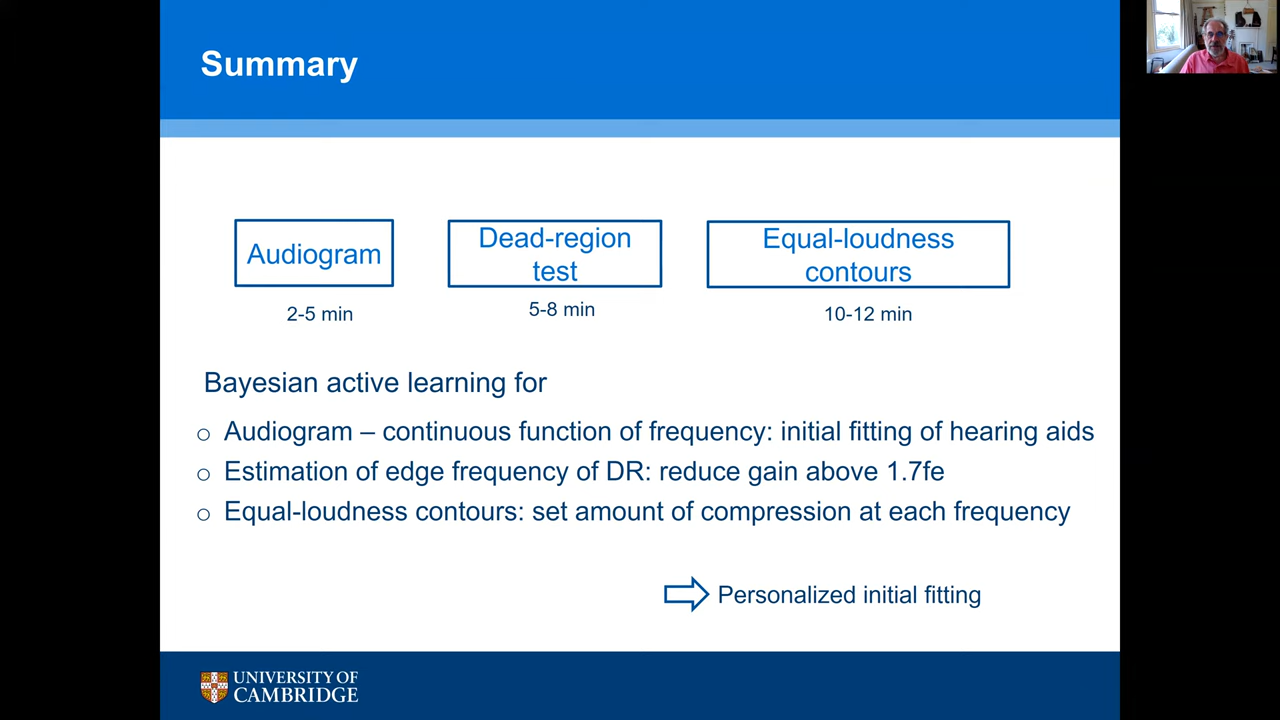 Summary
Audiogram
Dead-region
test
Equal-loudness
contours
2-5 min
5-8 min
10-12 min
Bayesian active learning for
o Audiogram – continuous function of frequency: initial fitting of hearing aids
o Estimation of edge frequency of DR: reduce gain above 1.7fe
o Equal-loudness contours: set amount of compression at each frequency
Personalized initial fitting
UNIVERSITY OF
CAMBRIDGE